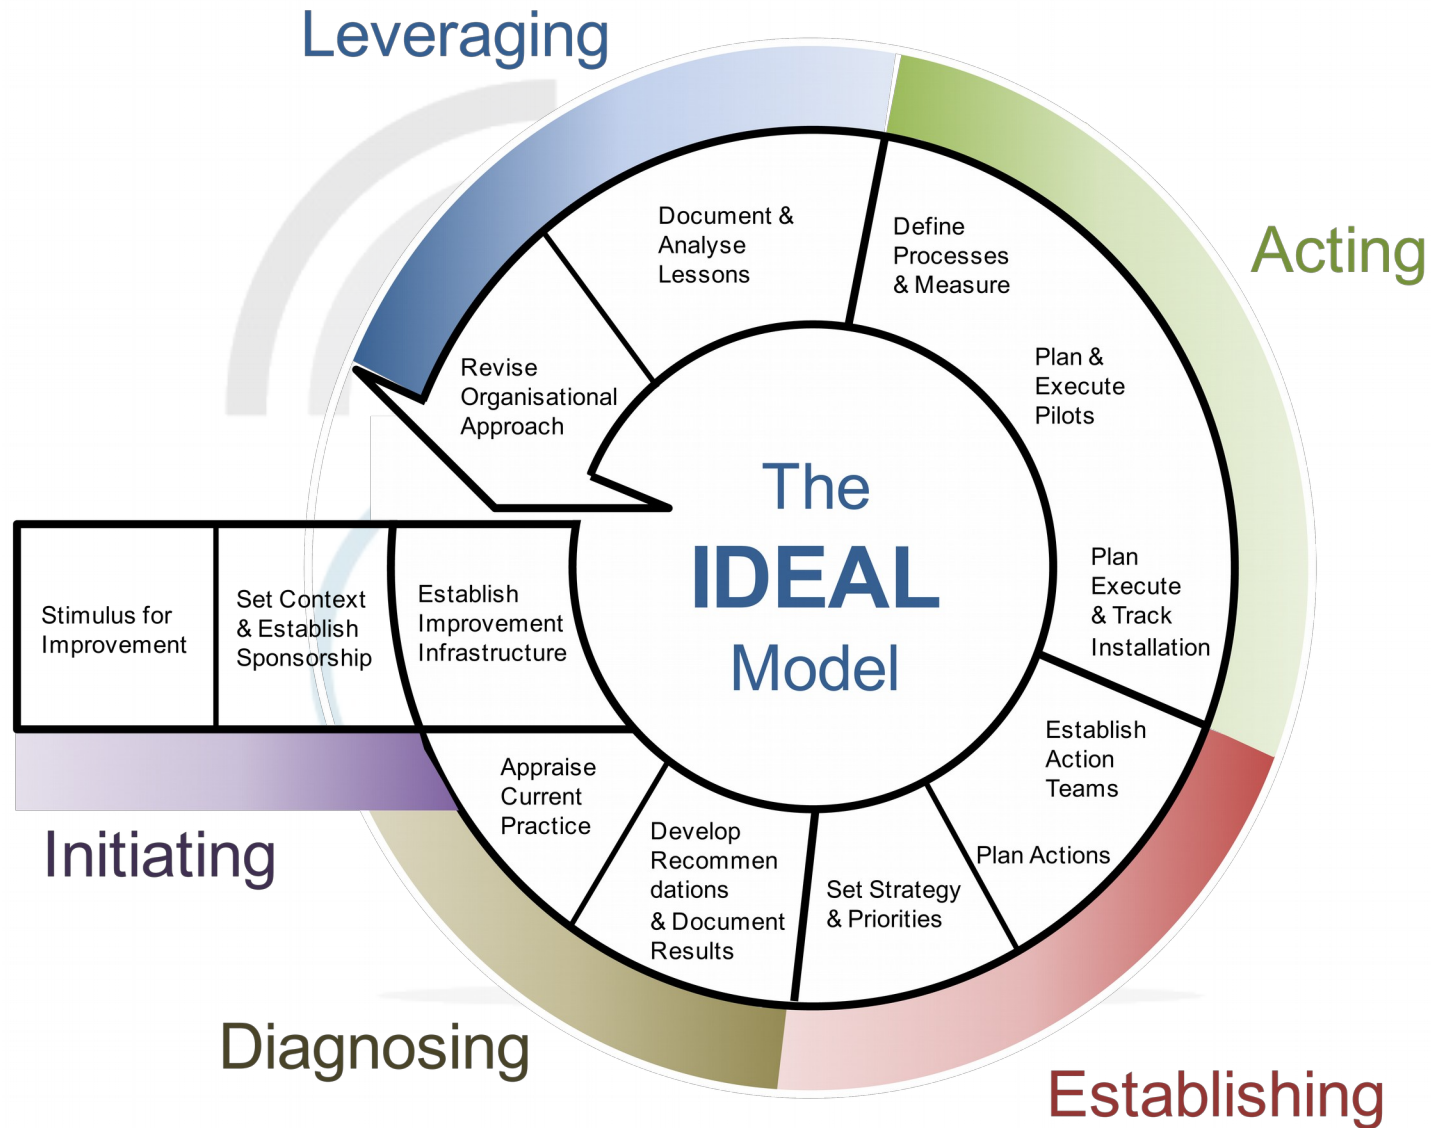 Leveraging
Acting
Document &
Analyse
Lessons
Define
Processes
& Measure
Revise
Organisational
Approach
Plan &
Execute
Pilots
The
IDEAL
Model
Stimulus for
Improvement
Set Context
& Establish
Sponsorship
Establish
Improvement
Infrastructure
Plan
Execute
& Track
Installation
Appraise
Current
Practice
Develop
Recommen
dations
& Document
Results
Set Strategy
& Priorities
Establish
Action
Teams
Plan Actions
Initiating
Diagnosing
Establishing